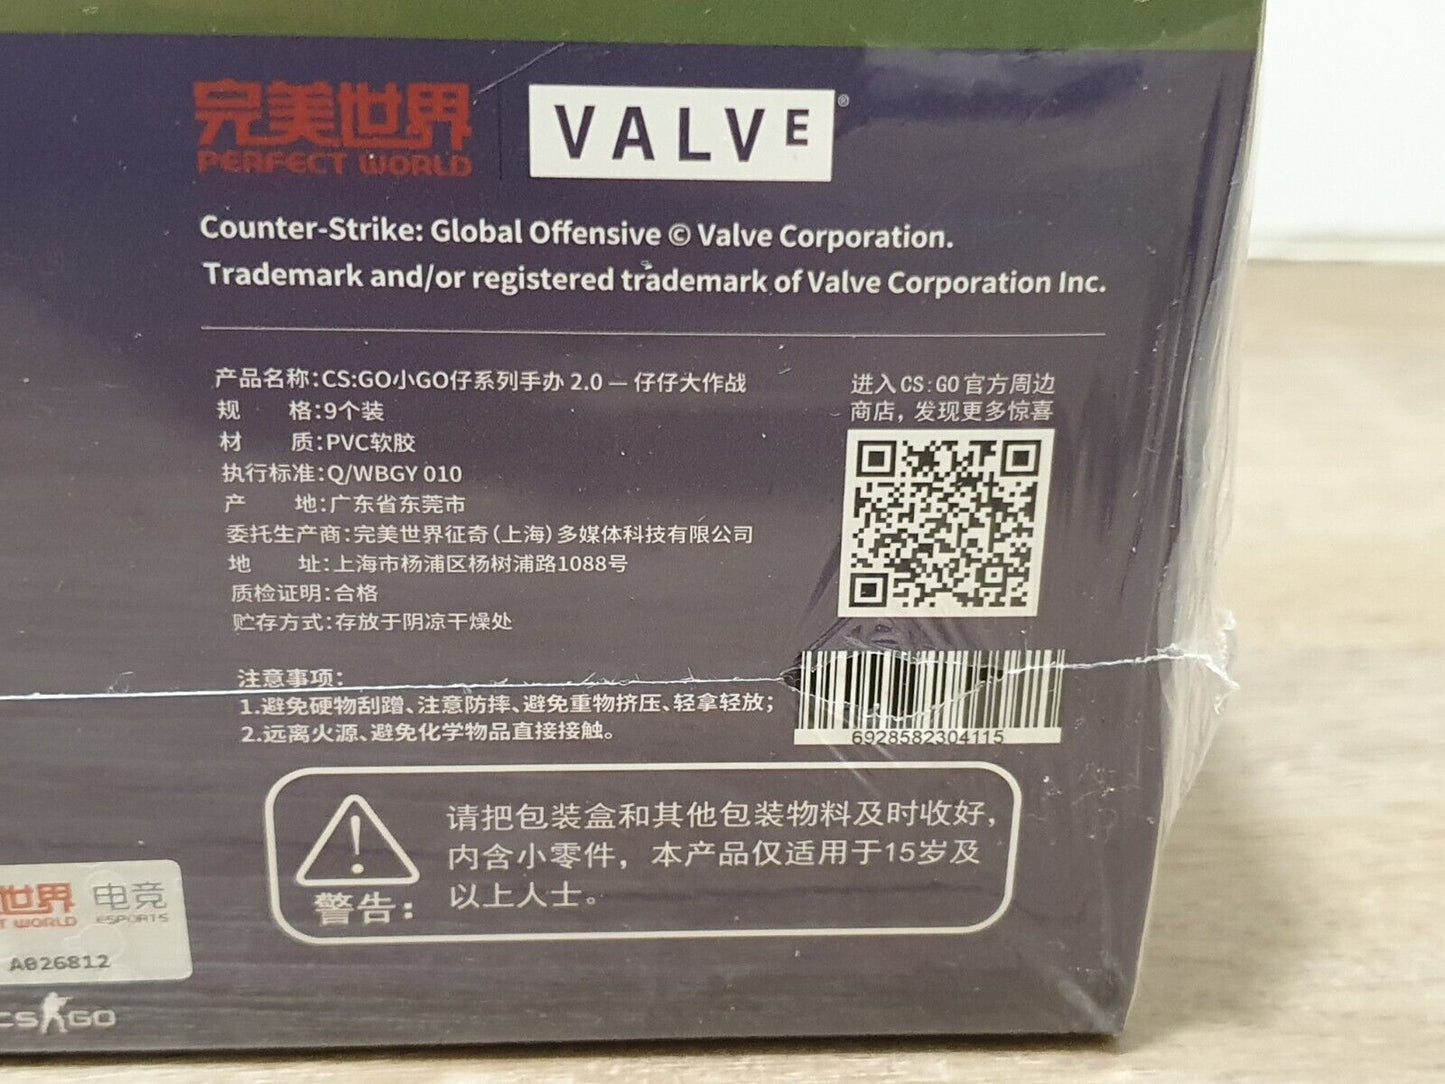 完美世界
PERFECT WORLD
VALVE®
Counter-Strike: Global Offensive © Valve Corporation.
Trademark and/or registered trademark of Valve Corporation Inc.
产品名称:CS:GO小GO仔系列手办 2.0 — 仔仔大作战
规 格:9个装
材 质:PVC软胶
执行标准:Q/WBGY 010
产 地:广东省东莞市
委托生产商:完美世界征奇(上海)多媒体科技有限公司
地 址:上海市杨浦区杨树浦路1088号
质检证明:合格
贮存方式:存放于阴凉干燥处
进入CS:GO官方周边
商店，发现更多惊喜
注意事项:
1.避免硬物刮蹭、注意防摔、避免重物挤压、轻拿轻放;
2.远离火源、避免化学物品直接接触。
6928582304115
请把包装盒和其他包装物料及时收好，
内含小零件，本产品仅适用于15岁及
以上人士。
警告:
世界 电竞
T WORLD ESPORTS
A026812
CS GO